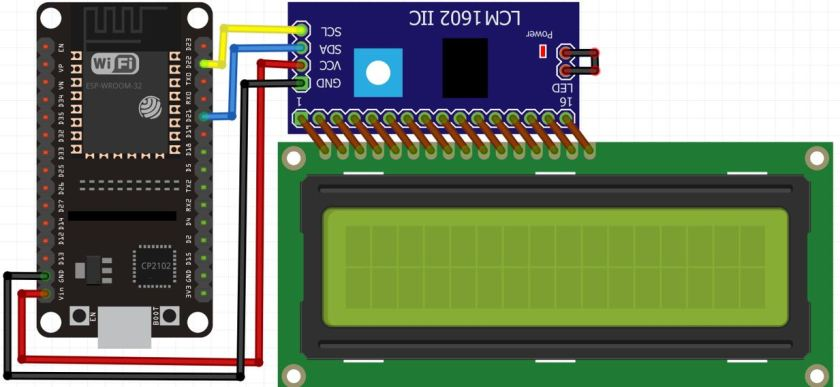 EN
VP
VN
D34
D35
D32
D33
D25
D26
D27
D14
D12
D13
GND
Vin
WiFi
ESP-WROOM-32
CP2102
EN
BOOT
D23
D22
TX0
RX0
D21
D19
D18
D5
TX2
RX2
D4
D2
D15
GND
3V3
LCM1602 IIC
SCL
SDA
VCC
GND
Power
LED
1
16